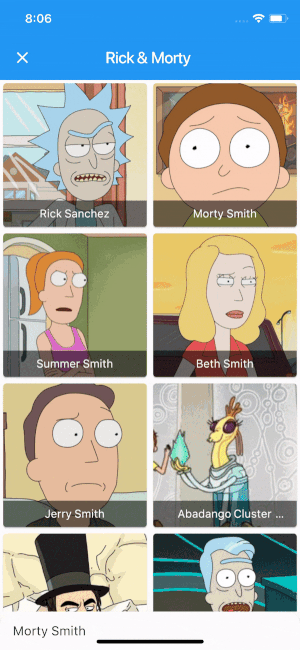 8:06
Rick & Morty
Rick Sanchez
Morty Smith
Summer Smith
Beth Smith
Jerry Smith
Abadango Cluster ...
Morty Smith